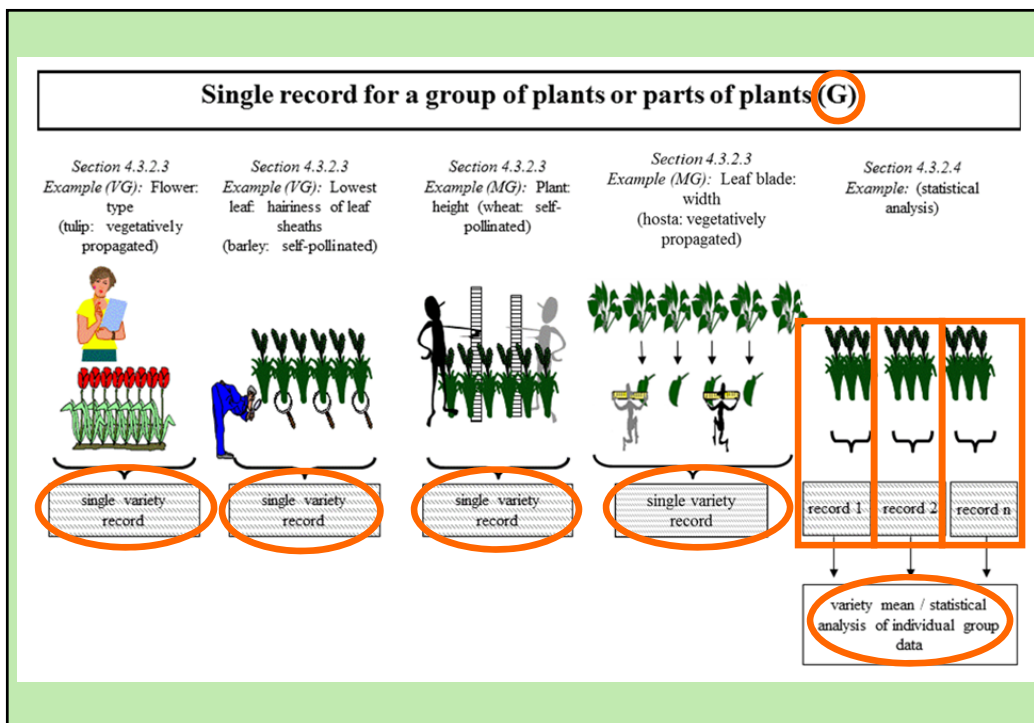 Single record for a group of plants or parts of plants (G)
Section 4.3.2.3
Example (VG): Flower:
type
(tulip: vegetatively
propagated)
Section 4.3.2.3
Example (VG): Lowest
leaf: hairiness of leaf
sheaths
(barley: self-pollinated)
Section 4.3.2.3
Example (MG): Plant:
height (wheat: self-
pollinated)
Section 4.3.2.3
Example (MG): Leaf blade:
width
(hosta: vegetatively
propagated)
Section 4.3.2.4
Example: (statistical
analysis)
single variety
record
single variety
record
single variety
record
single variety
record
record 1
record 2
record n
variety mean / statistical
analysis of individual group
data